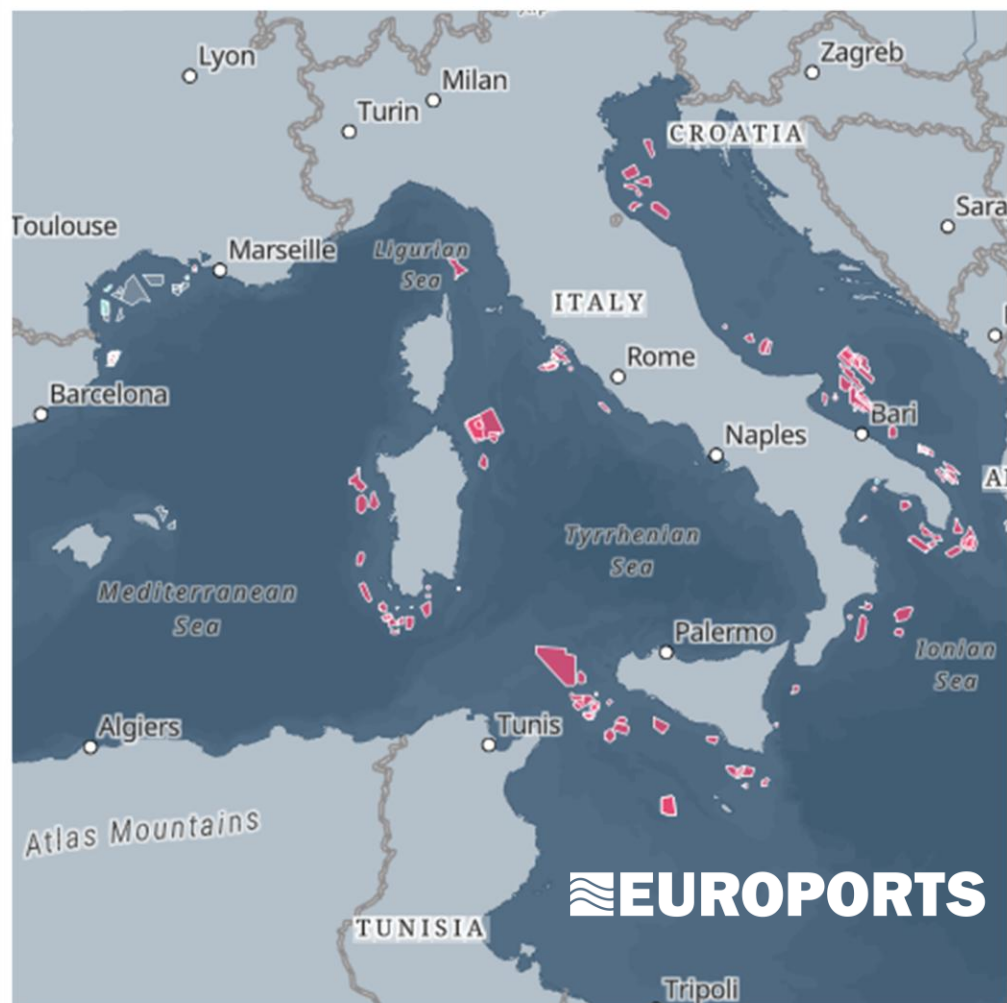 Lyon
Milan
Zagreb
Turin
CROATIA
Toulouse
Sara
Marseille
Ligurian
Sea
ITALY
Rome
Barcelona
Bari
Naples
Tyrrhenian
Sea
Mediterranean
Sea
Palermo
Ionian
Sea
Algiers
Tunis
Atlas Mountains
EUROPORTS
TUNISIA
Tripoli